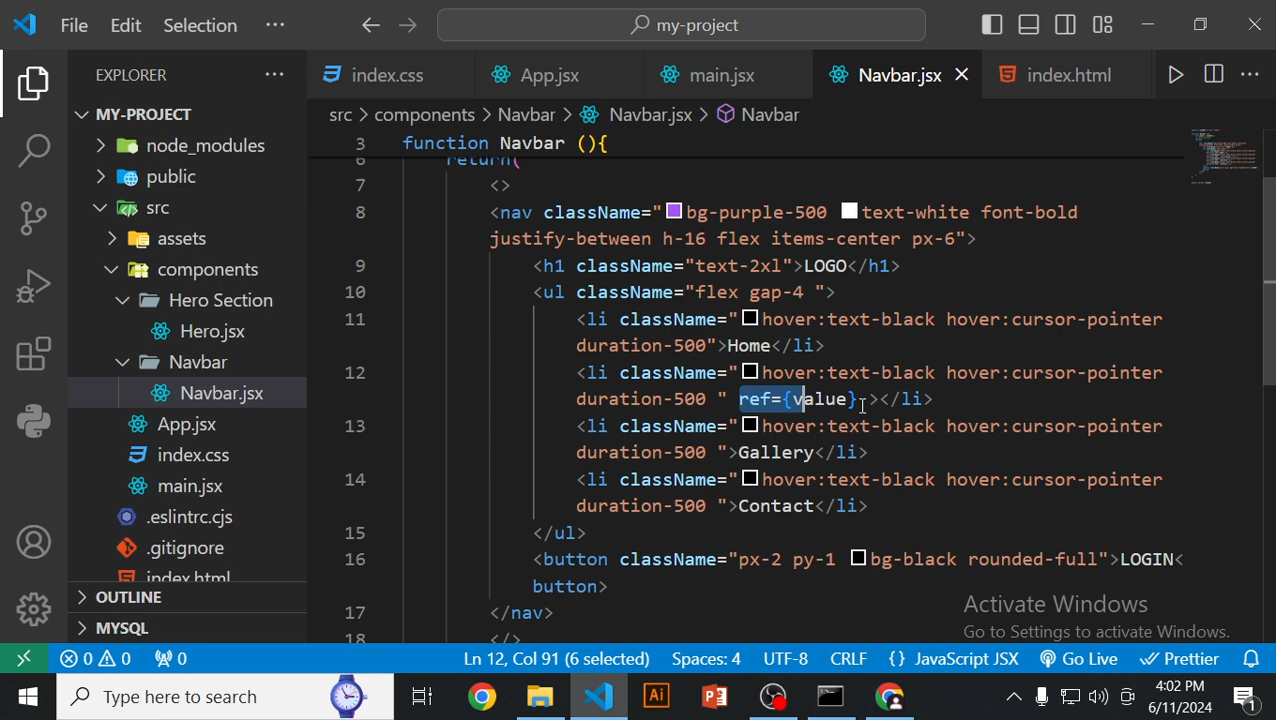 File Edit Selection ··· my-project
EXPLORER ···
MY-PROJECT
node_modules
public
src
assets
components
Hero Section
Hero.jsx
Navbar
Navbar.jsx
App.jsx
index.css
main.jsx
.eslintrc.cjs
.gitignore
index.html
OUTLINE
MYSQL
index.css App.jsx main.jsx Navbar.jsx index.html ···
src > components > Navbar > Navbar.jsx > Navbar
3 function Navbar (){
6 return(
7 <>
8 <nav className="bg-purple-500 text-white font-bold
justify-between h-16 flex items-center px-6">
9 <h1 className="text-2xl">LOGO</h1>
10 <ul className="flex gap-4 ">
11 <li className="hover:text-black hover:cursor-pointer
duration-500">Home</li>
12 <li className="hover:text-black hover:cursor-pointer
duration-500 " ref={value} ></li>
13 <li className="hover:text-black hover:cursor-pointer
duration-500 ">Gallery</li>
14 <li className="hover:text-black hover:cursor-pointer
duration-500 ">Contact</li>
15 </ul>
16 <button className="px-2 py-1 bg-black rounded-full">LOGIN<
button>
17 </nav>
18 </>
Activate Windows
Go to Settings to activate Windows.
0 0 0 Ln 12, Col 91 (6 selected) Spaces: 4 UTF-8 CRLF {} JavaScript JSX Go Live Prettier
Type here to search
Ai
4:02 PM
6/11/2024
1